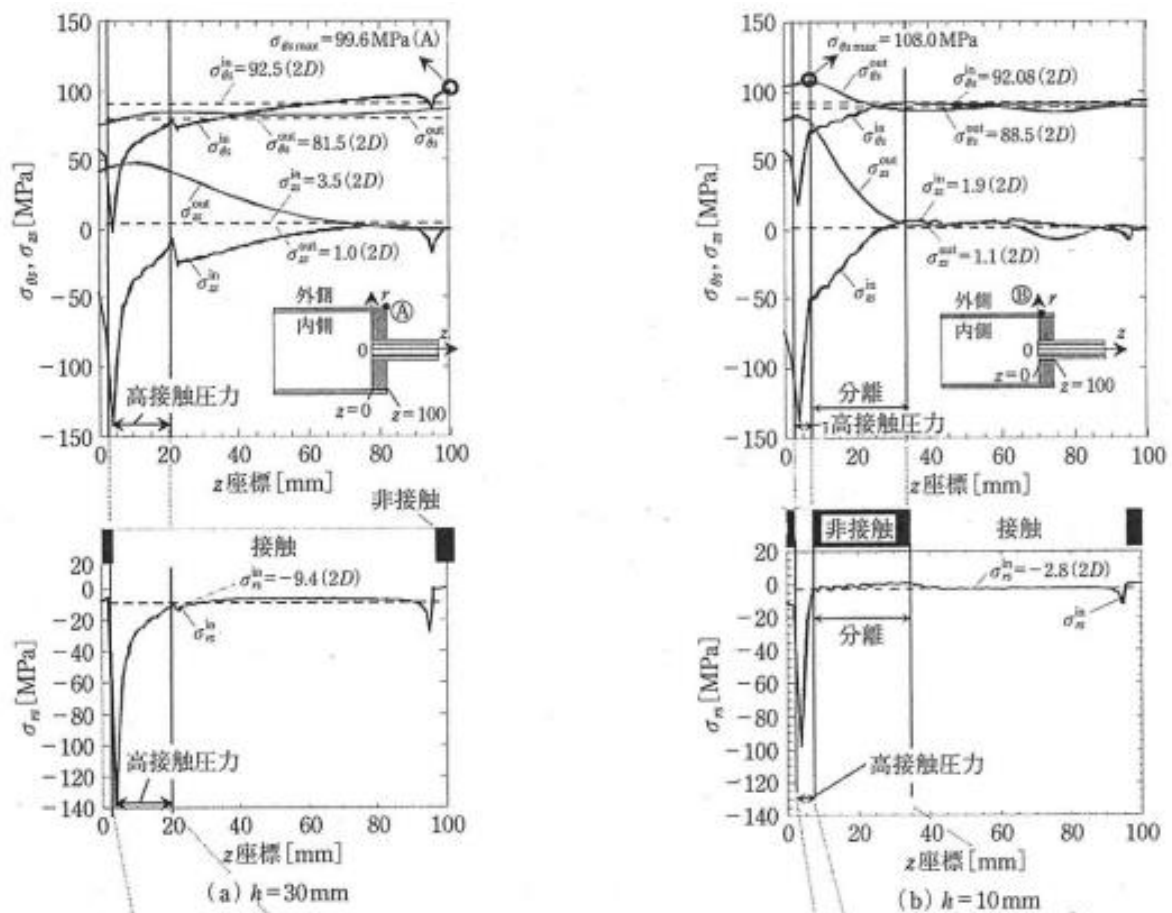 150
100
50
0
−50
−100
−150
σθs, σzs [MPa]
σθs max=99.6MPa(A)
σθs^in=92.5(2D)
σθs^in
σθs^out=81.5(2D)
σθs^out
σzs^in=3.5(2D)
σzs^out
σzs^out=1.0(2D)
σzs^in
外側
内側
r
Ⓐ
0
z
z=0
z=100
高接触圧力
0 20 40 60 80 100
z座標[mm]
非接触
接触
20
0
−20
−40
−60
−80
−100
−120
−140
σrs [MPa]
σrs^in=−9.4(2D)
σrs^in
高接触圧力
0 20 40 60 80 100
z座標[mm]
(a) h=30mm
150
100
50
0
−50
−100
−150
σθs, σzs [MPa]
σθs max=108.0MPa
σθs^out
σθs^in=92.08(2D)
σθs^in
σθs^out=88.5(2D)
σzs^out
σzs^in=1.9(2D)
σzs^out=1.1(2D)
σzs^in
外側
内側
Ⓑ
r
0
z
z=0
z=100
分離
高接触圧力
0 20 40 60 80 100
z座標[mm]
非接触
接触
20
0
−20
−40
−60
−80
−100
−120
−140
σrs [MPa]
σrs^in=−2.8(2D)
σrs^in
分離
高接触圧力
0 20 40 60 80 100
z座標[mm]
(b) h=10mm